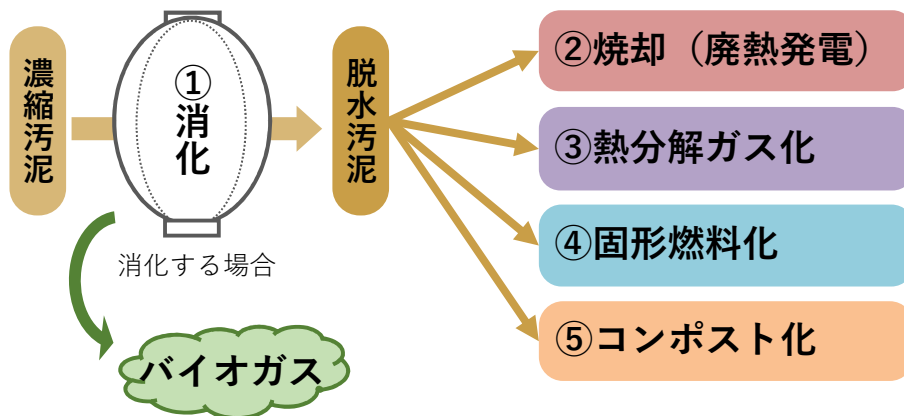 濃縮汚泥
①消化
脱水汚泥
②焼却（廃熱発電）
③熱分解ガス化
④固形燃料化
⑤コンポスト化
消化する場合
バイオガス